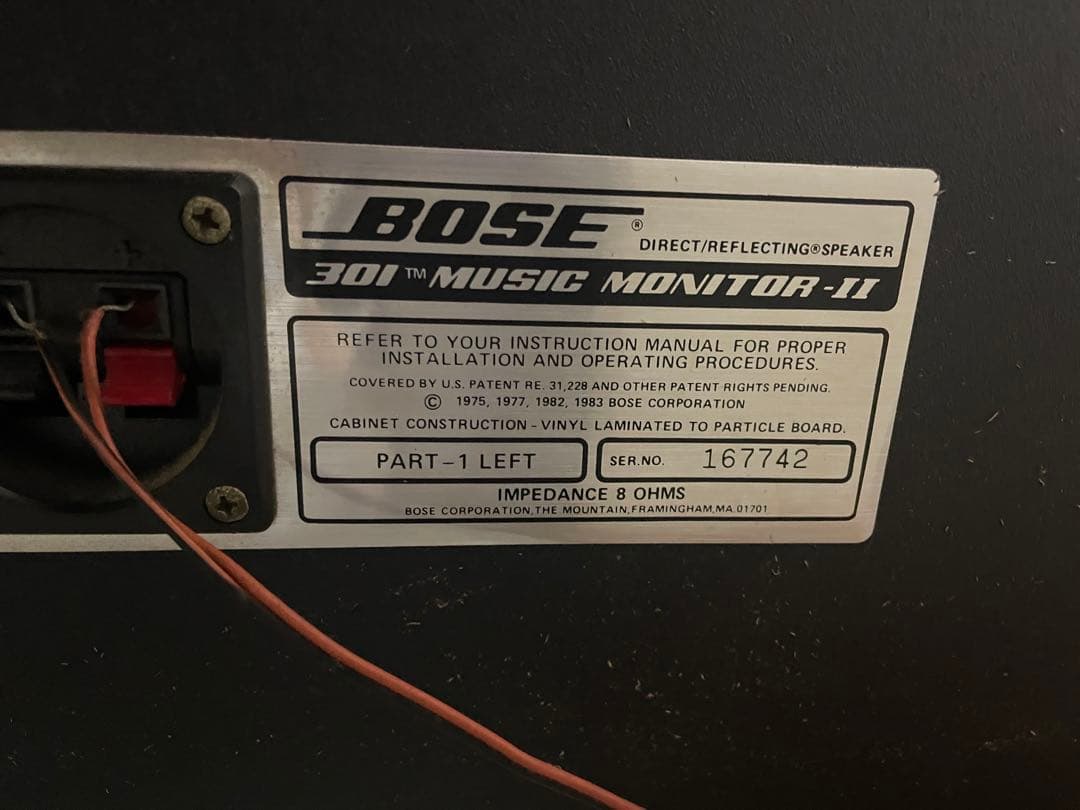 BOSE®
DIRECT/REFLECTING®SPEAKER
301™ MUSIC MONITOR-II
REFER TO YOUR INSTRUCTION MANUAL FOR PROPER
INSTALLATION AND OPERATING PROCEDURES.
COVERED BY U.S. PATENT RE. 31,228 AND OTHER PATENT RIGHTS PENDING.
© 1975, 1977, 1982, 1983 BOSE CORPORATION
CABINET CONSTRUCTION - VINYL LAMINATED TO PARTICLE BOARD.
PART-1 LEFT
SER.NO. 167742
IMPEDANCE 8 OHMS
BOSE CORPORATION, THE MOUNTAIN, FRAMINGHAM, MA 01701